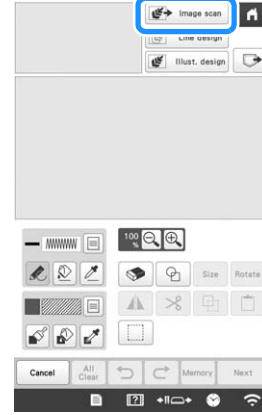 Image scan
Line design
Illust. design
100
%
Size
Rotate
Cancel
All
Clear
Memory
Next